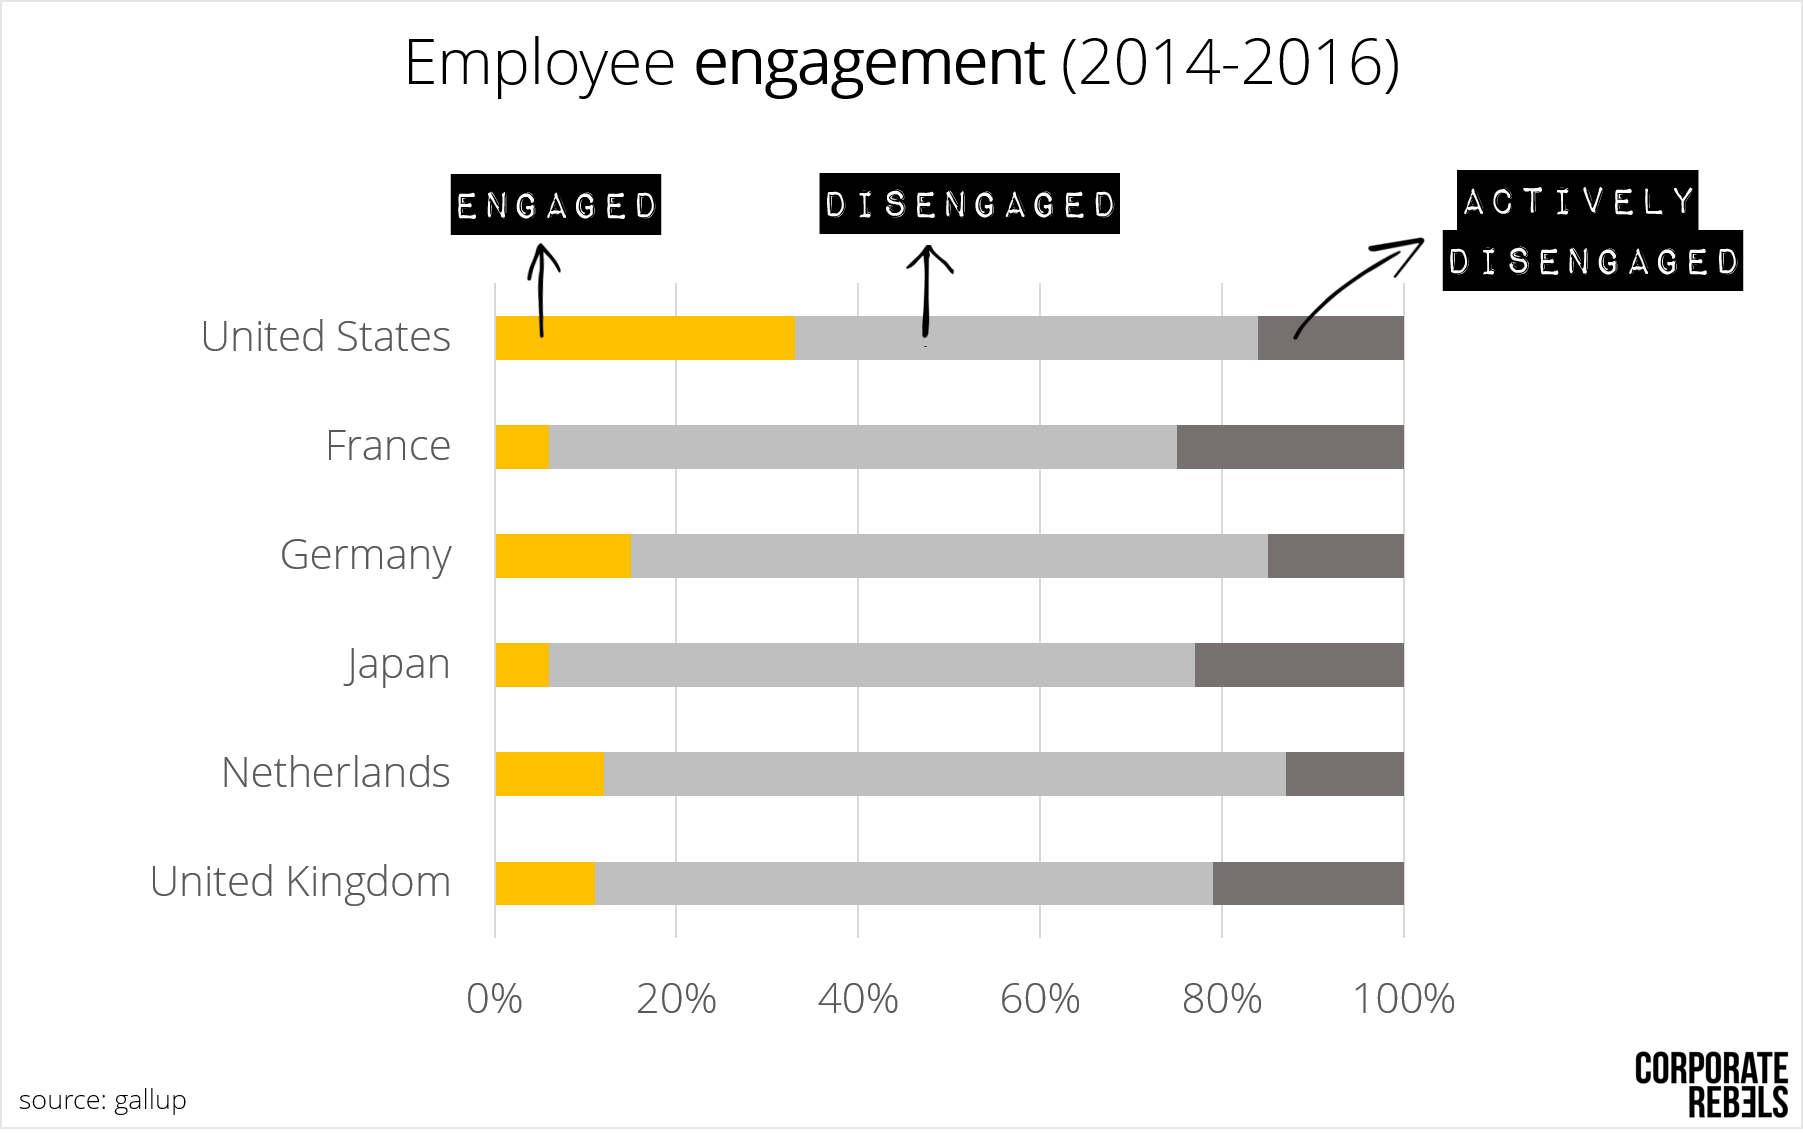 Employee engagement (2014-2016)
ENGAGED
DISENGAGED
ACTIVELY
DISENGAGED
United States
France
Germany
Japan
Netherlands
United Kingdom
0% 20% 40% 60% 80% 100%
source: gallup
CORPORATE
REBELS